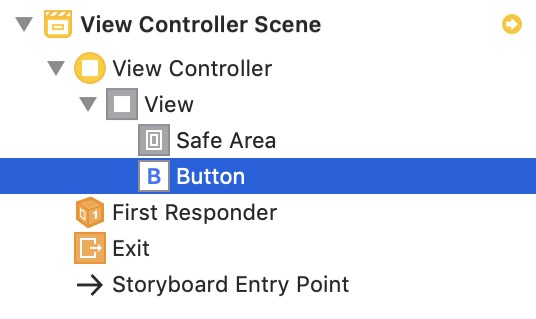 View Controller Scene
View Controller
View
Safe Area
B Button
First Responder
Exit
Storyboard Entry Point